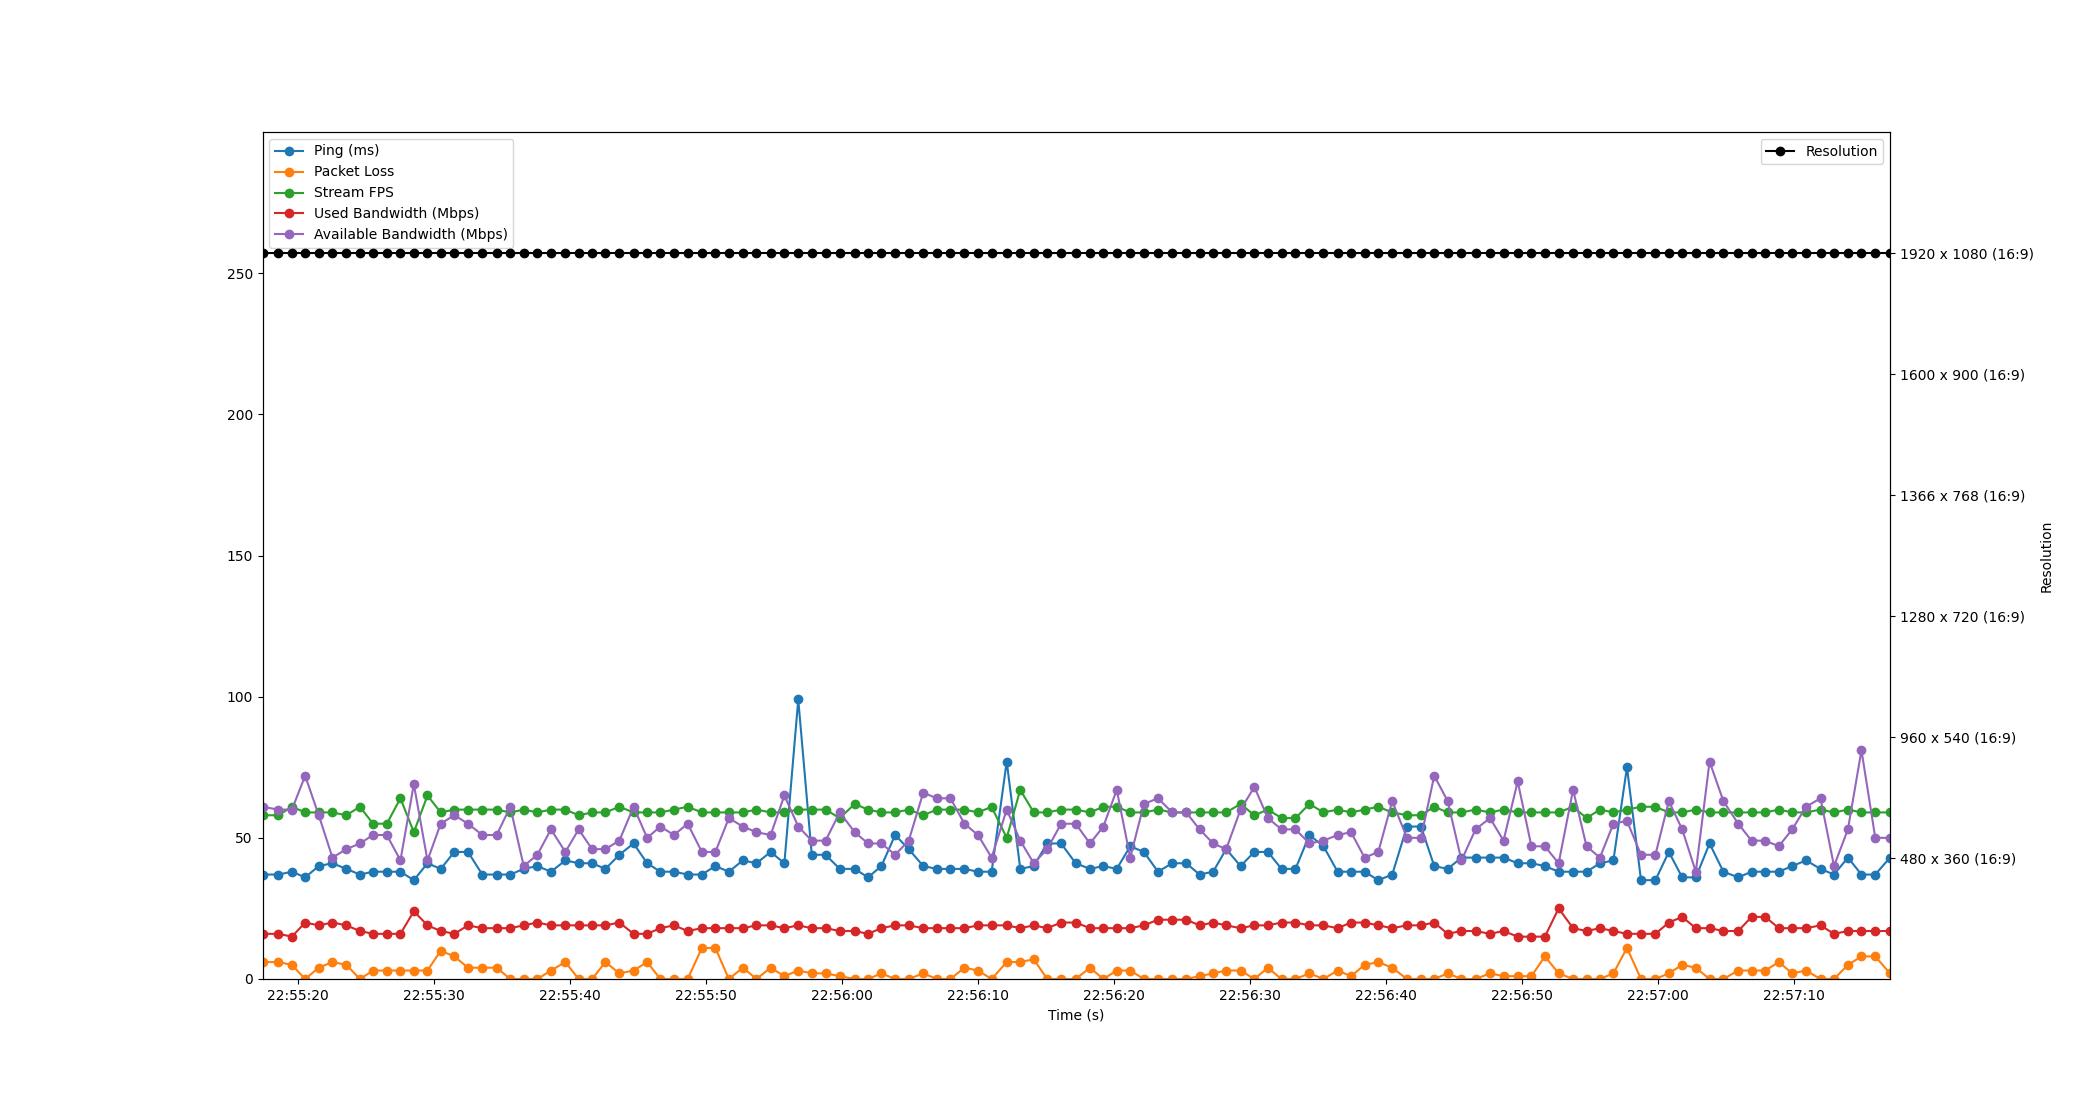 Ping (ms)
Packet Loss
Stream FPS
Used Bandwidth (Mbps)
Available Bandwidth (Mbps)
Resolution
250
200
150
100
50
0
1920 x 1080 (16:9)
1600 x 900 (16:9)
1366 x 768 (16:9)
1280 x 720 (16:9)
960 x 540 (16:9)
480 x 360 (16:9)
Resolution
22:55:20 22:55:30 22:55:40 22:55:50 22:56:00 22:56:10 22:56:20 22:56:30 22:56:40 22:56:50 22:57:00 22:57:10
Time (s)